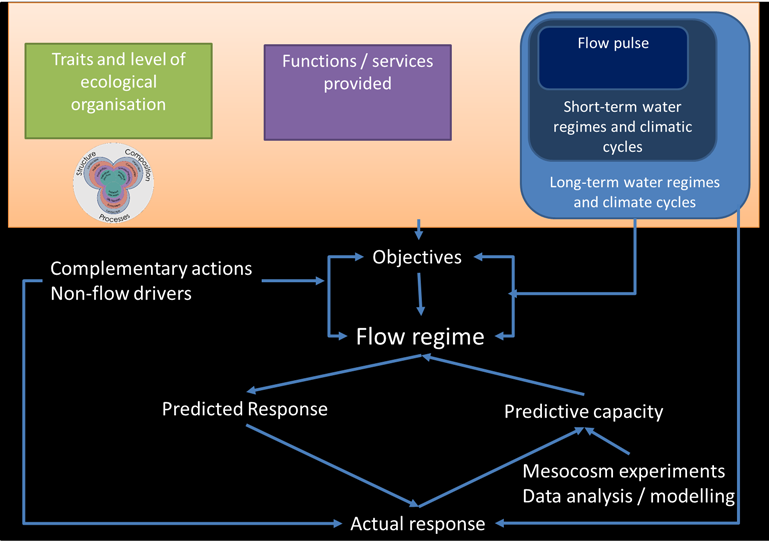 Traits and level of
ecological
organisation
Functions / services
provided
Flow pulse
Short-term water
regimes and climatic
cycles
Long-term water regimes
and climate cycles
Structure
Composition
Processes
Objectives
Complementary actions
Non-flow drivers
Flow regime
Predicted Response
Predictive capacity
Mesocosm experiments
Data analysis / modelling
Actual response